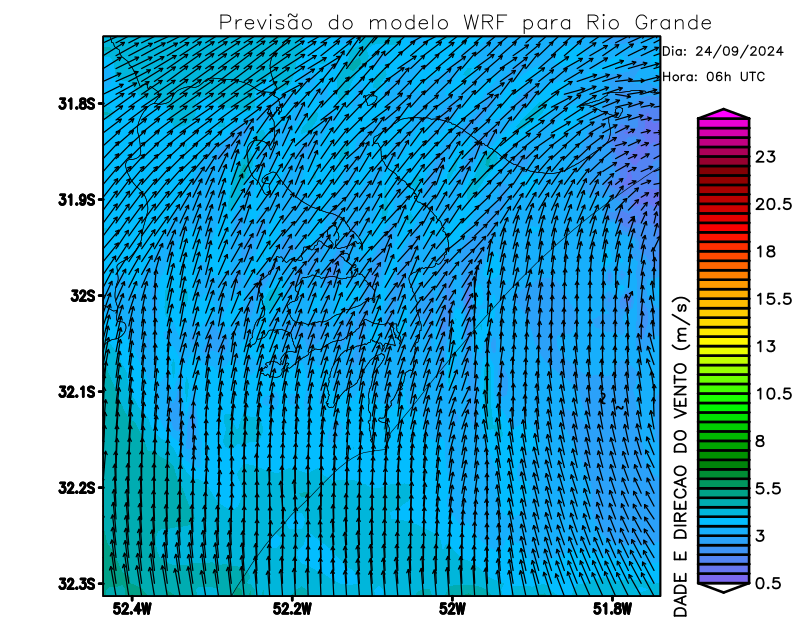 Previsão do modelo WRF para Rio Grande
Dia: 24/09/2024
Hora: 06h UTC
31.8S
31.9S
32S
32.1S
32.2S
32.3S
52.4W
52.2W
52W
51.8W
23
20.5
18
15.5
13
10.5
8
5.5
3
0.5
DADE E DIRECAO DO VENTO (m/s)